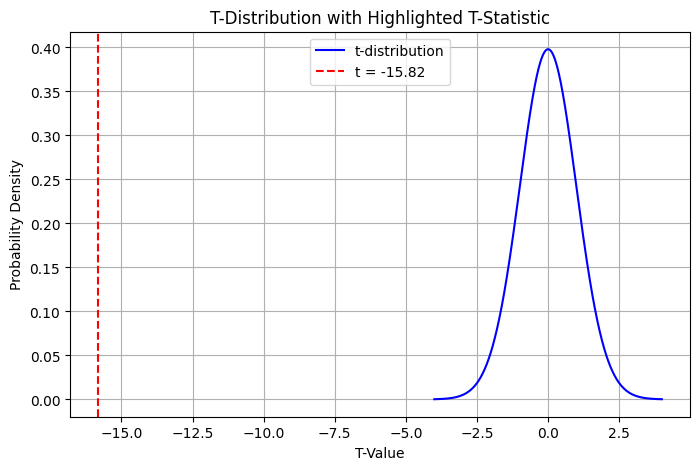 T-Distribution with Highlighted T-Statistic
t-distribution
t = -15.82
0.40
0.35
0.30
0.25
0.20
0.15
0.10
0.05
0.00
Probability Density
−15.0 −12.5 −10.0 −7.5 −5.0 −2.5 0.0 2.5
T-Value